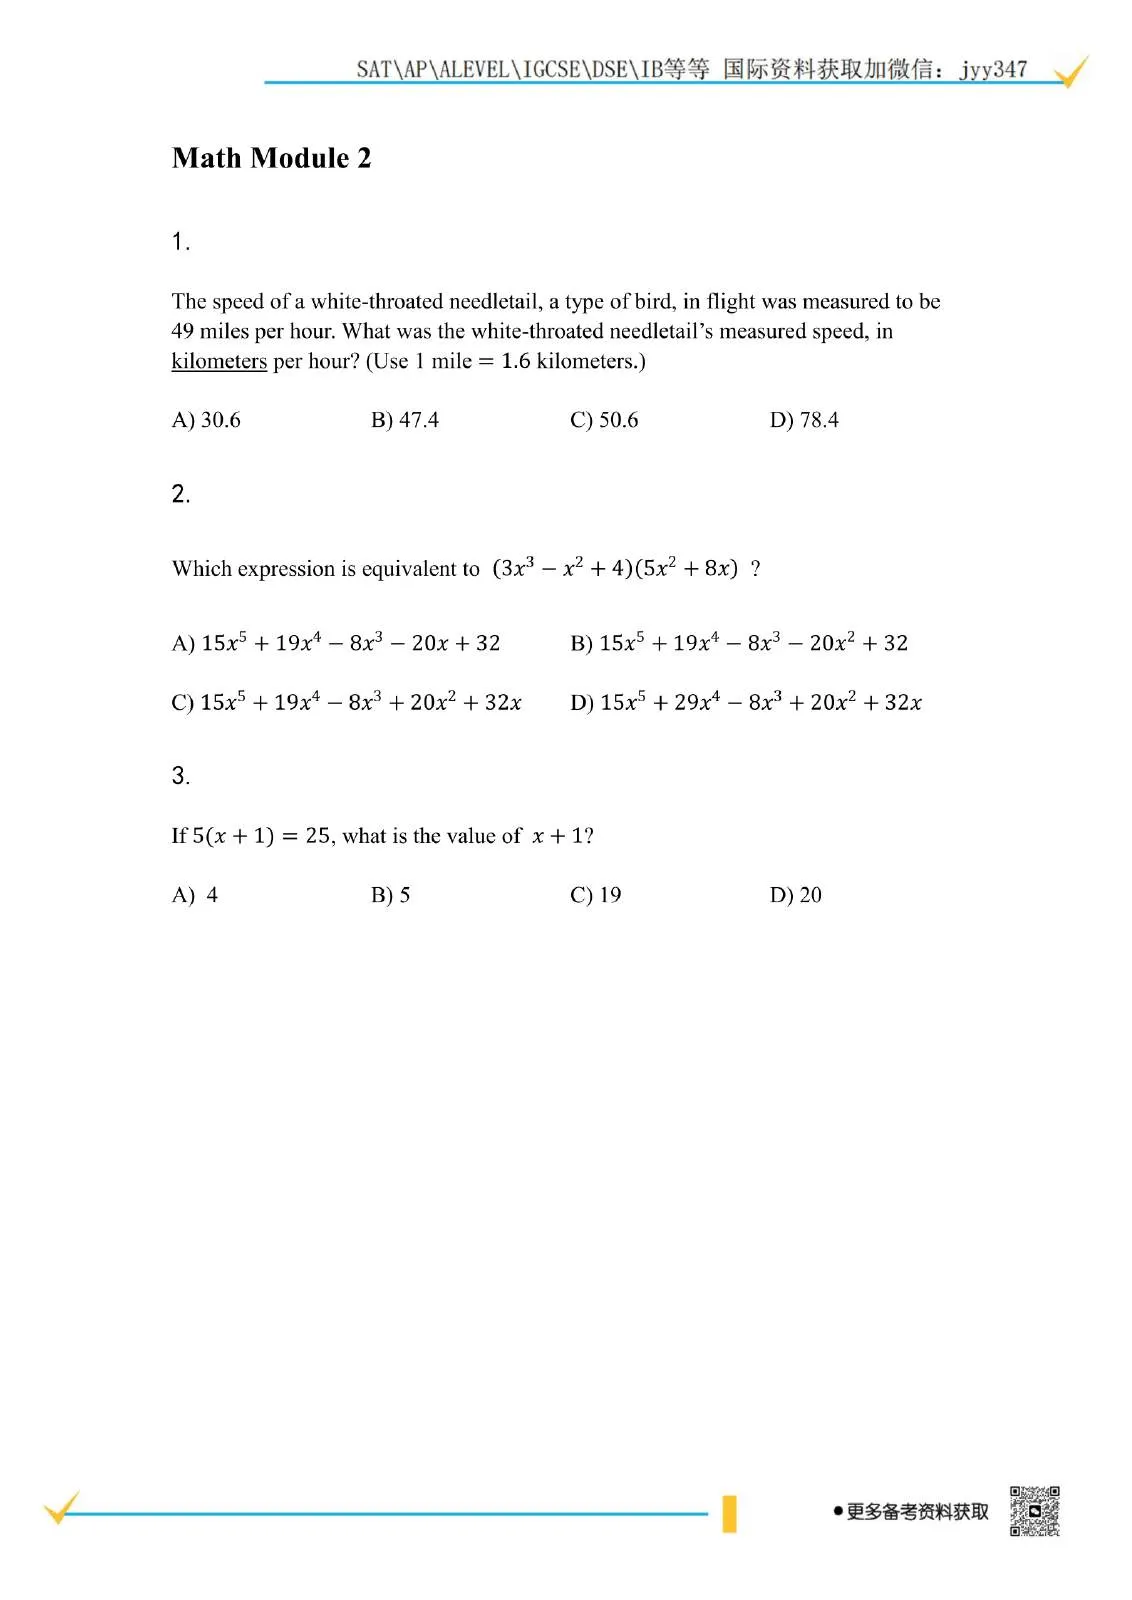 SAT\AP\ALEVEL\IGCSE\DSE\IB等等 国际资料获取加微信：jyy347
Math Module 2
1.
The speed of a white-throated needletail, a type of bird, in flight was measured to be
49 miles per hour. What was the white-throated needletail’s measured speed, in
kilometers per hour? (Use 1 mile = 1.6 kilometers.)
A) 30.6 B) 47.4 C) 50.6 D) 78.4
2.
Which expression is equivalent to (3x³ − x² + 4)(5x² + 8x) ?
A) 15x⁵ + 19x⁴ − 8x³ − 20x + 32 B) 15x⁵ + 19x⁴ − 8x³ − 20x² + 32
C) 15x⁵ + 19x⁴ − 8x³ + 20x² + 32x D) 15x⁵ + 29x⁴ − 8x³ + 20x² + 32x
3.
If 5(x + 1) = 25, what is the value of x + 1?
A) 4 B) 5 C) 19 D) 20
●更多备考资料获取